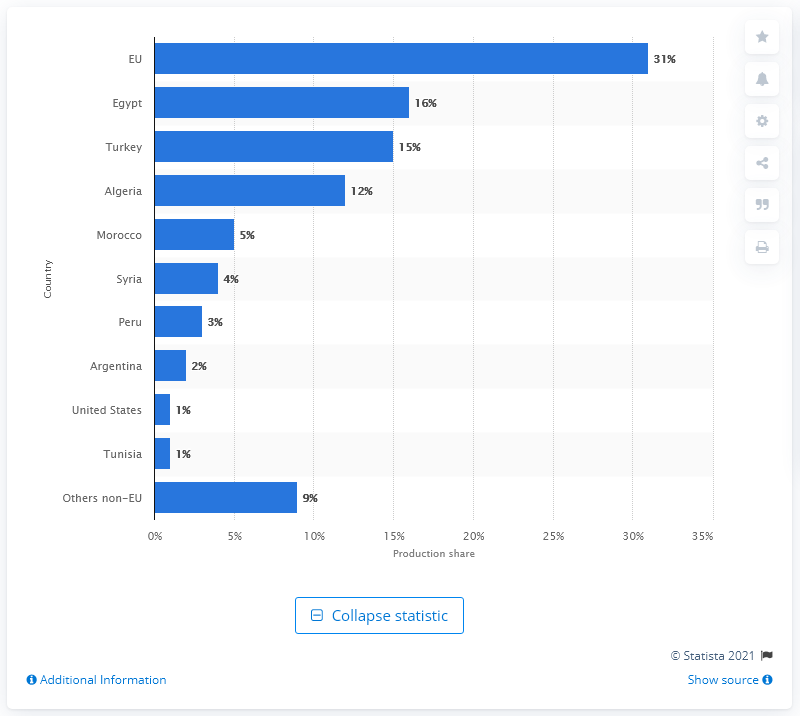 EU 31%
Egypt 16%
Turkey 15%
Algeria 12%
Morocco 5%
Syria 4%
Peru 3%
Argentina 2%
United States 1%
Tunisia 1%
Others non-EU 9%
Country
0% 5% 10% 15% 20% 25% 30% 35%
Production share
Collapse statistic
© Statista 2021
Additional Information
Show source